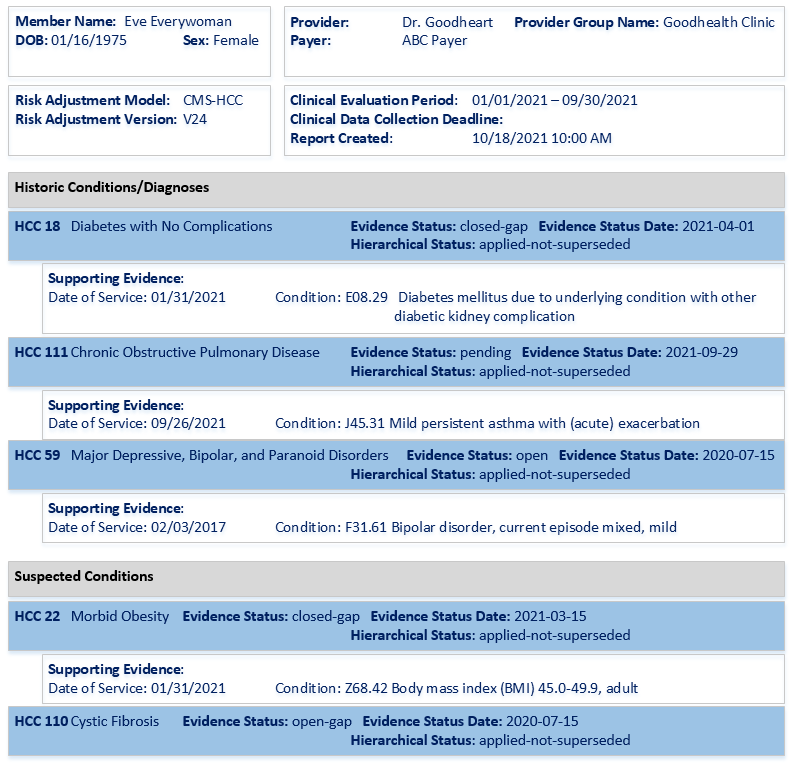 Member Name: Eve Everywoman
DOB: 01/16/1975 Sex: Female
Provider: Dr. Goodheart Provider Group Name: Goodhealth Clinic
Payer: ABC Payer
Risk Adjustment Model: CMS-HCC
Risk Adjustment Version: V24
Clinical Evaluation Period: 01/01/2021 – 09/30/2021
Clinical Data Collection Deadline:
Report Created: 10/18/2021 10:00 AM
Historic Conditions/Diagnoses
HCC 18 Diabetes with No Complications Evidence Status: closed-gap Evidence Status Date: 2021-04-01
Hierarchical Status: applied-not-superseded
Supporting Evidence:
Date of Service: 01/31/2021 Condition: E08.29 Diabetes mellitus due to underlying condition with other
diabetic kidney complication
HCC 111 Chronic Obstructive Pulmonary Disease Evidence Status: pending Evidence Status Date: 2021-09-29
Hierarchical Status: applied-not-superseded
Supporting Evidence:
Date of Service: 09/26/2021 Condition: J45.31 Mild persistent asthma with (acute) exacerbation
HCC 59 Major Depressive, Bipolar, and Paranoid Disorders Evidence Status: open Evidence Status Date: 2020-07-15
Hierarchical Status: applied-not-superseded
Supporting Evidence:
Date of Service: 02/03/2017 Condition: F31.61 Bipolar disorder, current episode mixed, mild
Suspected Conditions
HCC 22 Morbid Obesity Evidence Status: closed-gap Evidence Status Date: 2021-03-15
Hierarchical Status: applied-not-superseded
Supporting Evidence:
Date of Service: 01/31/2021 Condition: Z68.42 Body mass index (BMI) 45.0-49.9, adult
HCC 110 Cystic Fibrosis Evidence Status: open-gap Evidence Status Date: 2020-07-15
Hierarchical Status: applied-not-superseded